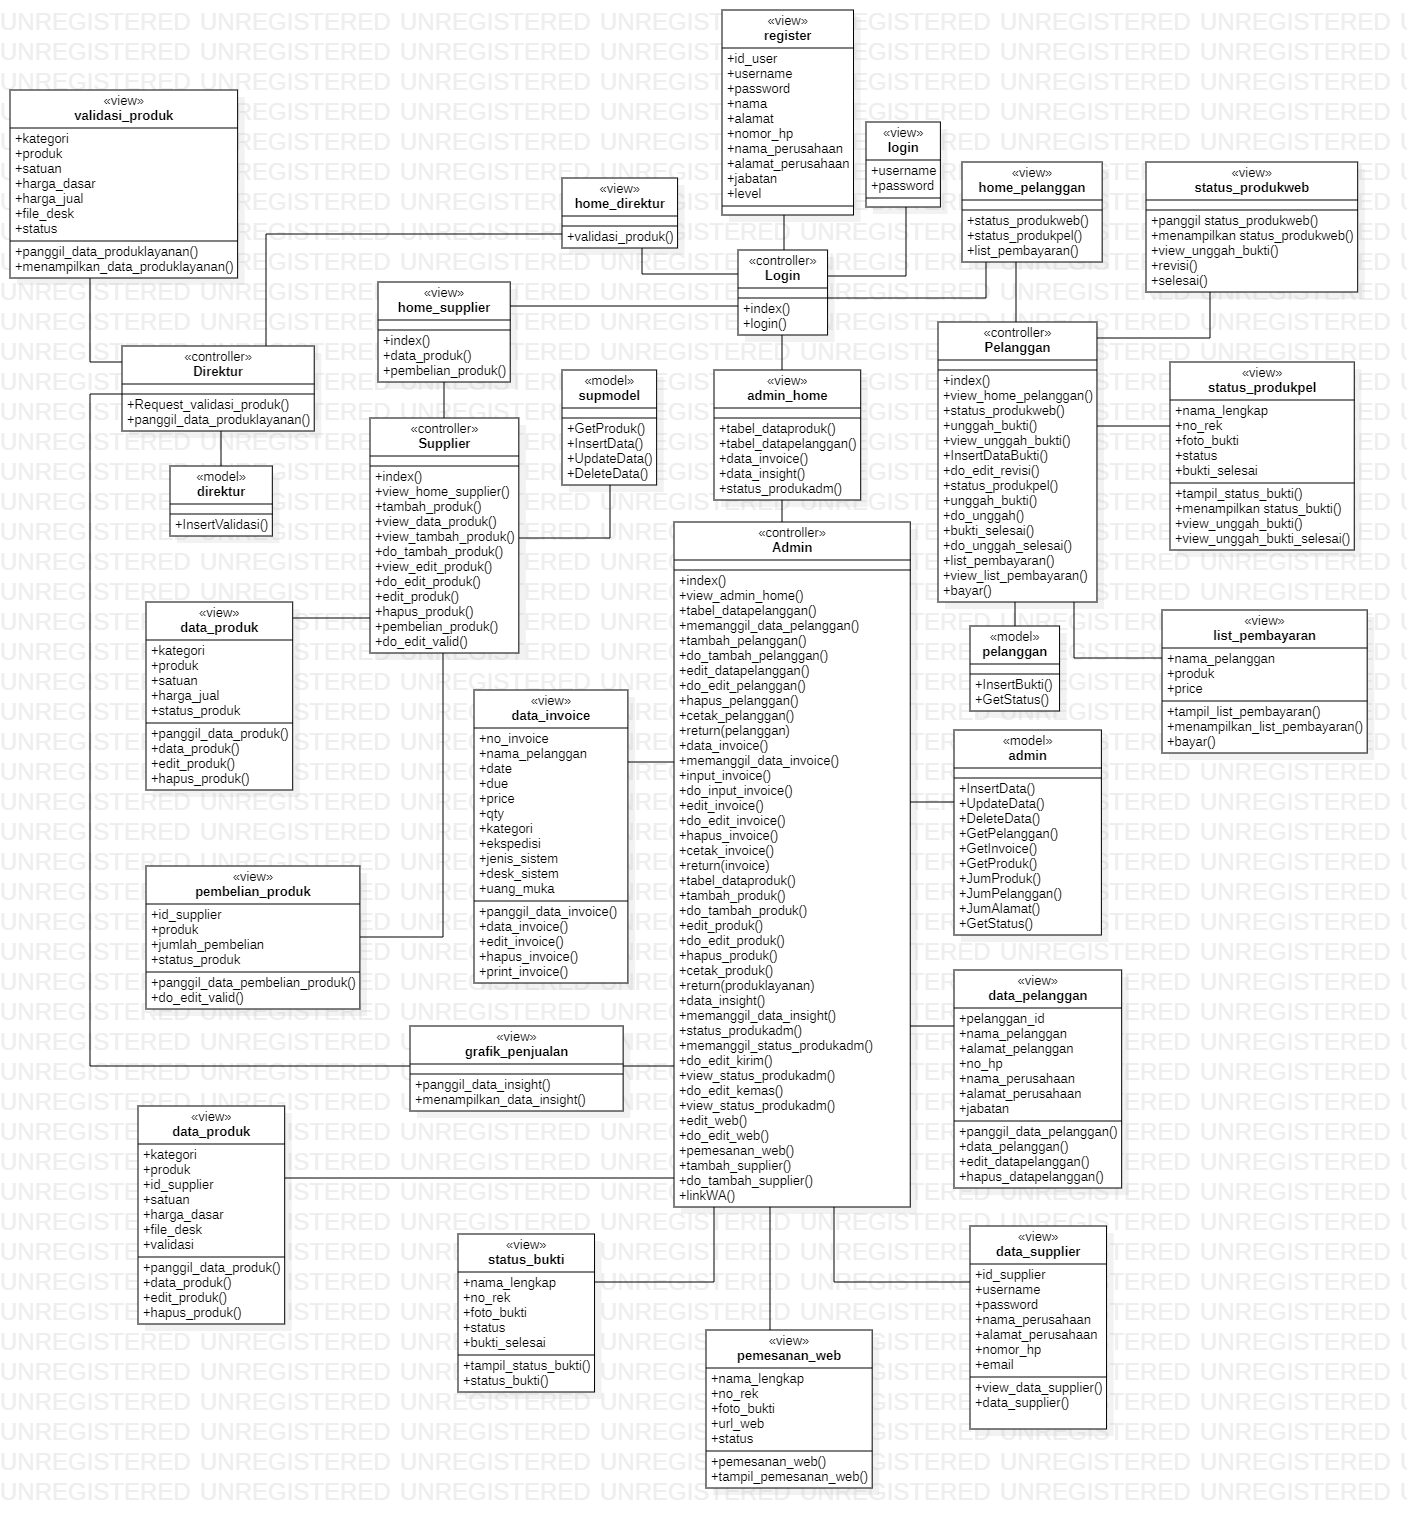 «view»
register
+id_user
+username
+password
+nama
+alamat
+nomor_hp
+nama_perusahaan
+alamat_perusahaan
+jabatan
+level
«view»
validasi_produk
+kategori
+produk
+satuan
+harga_dasar
+harga_jual
+file_desk
+status
+panggil_data_produklayanan()
+menampilkan_data_produklayanan()
«view»
login
+username
+password
«view»
home_pelanggan
+status_produkweb()
+status_produkpel()
+list_pembayaran()
«view»
status_produkweb
+panggil status_produkweb()
+menampilkan status_produkweb()
+view_unggah_bukti()
+revisi()
+selesai()
«view»
home_direktur
+validasi_produk()
«controller»
Login
+index()
+login()
«view»
home_supplier
+index()
+data_produk()
+pembelian_produk()
«controller»
Pelanggan
+index()
+view_home_pelanggan()
+status_produkweb()
+unggah_bukti()
+view_unggah_bukti()
+InsertDataBukti()
+do_edit_revisi()
+status_produkpel()
+unggah_bukti()
+do_unggah()
+bukti_selesai()
+do_unggah_selesai()
+list_pembayaran()
+view_list_pembayaran()
+bayar()
«controller»
Direktur
+Request_validasi_produk()
+panggil_data_produklayanan()
«view»
status_produkpel
+nama_lengkap
+no_rek
+foto_bukti
+status
+bukti_selesai
+tampil_status_bukti()
+menampilkan status_bukti()
+view_unggah_bukti()
+view_unggah_bukti_selesai()
«model»
supmodel
+GetProduk()
+InsertData()
+UpdateData()
+DeleteData()
«view»
admin_home
+tabel_dataproduk()
+tabel_datapelanggan()
+data_invoice()
+data_insight()
+status_produkadm()
«controller»
Supplier
+index()
+view_home_supplier()
+tambah_produk()
+view_data_produk()
+view_tambah_produk()
+do_tambah_produk()
+view_edit_produk()
+do_edit_produk()
+edit_produk()
+hapus_produk()
+pembelian_produk()
+do_edit_valid()
«model»
direktur
+InsertValidasi()
«controller»
Admin
+index()
+view_admin_home()
+tabel_datapelanggan()
+memanggil_data_pelanggan()
+tambah_pelanggan()
+do_tambah_pelanggan()
+edit_datapelanggan()
+do_edit_pelanggan()
+hapus_pelanggan()
+cetak_pelanggan()
+return(pelanggan)
+data_invoice()
+memanggil_data_invoice()
+input_invoice()
+do_input_invoice()
+edit_invoice()
+do_edit_invoice()
+hapus_invoice()
+cetak_invoice()
+return(invoice)
+tabel_dataproduk()
+tambah_produk()
+do_tambah_produk()
+edit_produk()
+do_edit_produk()
+hapus_produk()
+cetak_produk()
+return(produklayanan)
+data_insight()
+memanggil_data_insight()
+status_produkadm()
+memanggil_status_produkadm()
+do_edit_kirim()
+view_status_produkadm()
+do_edit_kemas()
+view_status_produkadm()
+edit_web()
+do_edit_web()
+pemesanan_web()
+tambah_supplier()
+do_tambah_supplier()
+linkWA()
«view»
data_produk
+kategori
+produk
+satuan
+harga_jual
+status_produk
+panggil_data_produk()
+data_produk()
+edit_produk()
+hapus_produk()
«model»
pelanggan
+InsertBukti()
+GetStatus()
«view»
list_pembayaran
+nama_pelanggan
+produk
+price
+tampil_list_pembayaran()
+menampilkan_list_pembayaran()
+bayar()
«view»
data_invoice
+no_invoice
+nama_pelanggan
+date
+due
+price
+qty
+kategori
+ekspedisi
+jenis_sistem
+desk_sistem
+uang_muka
+panggil_data_invoice()
+data_invoice()
+edit_invoice()
+hapus_invoice()
+print_invoice()
«model»
admin
+InsertData()
+UpdateData()
+DeleteData()
+GetPelanggan()
+GetInvoice()
+GetProduk()
+JumProduk()
+JumPelanggan()
+JumAlamat()
+GetStatus()
«view»
pembelian_produk
+id_supplier
+produk
+jumlah_pembelian
+status_produk
+panggil_data_pembelian_produk()
+do_edit_valid()
«view»
data_pelanggan
+pelanggan_id
+nama_pelanggan
+alamat_pelanggan
+no_hp
+nama_perusahaan
+alamat_perusahaan
+jabatan
+panggil_data_pelanggan()
+data_pelanggan()
+edit_datapelanggan()
+hapus_datapelanggan()
«view»
grafik_penjualan
+panggil_data_insight()
+menampilkan_data_insight()
«view»
data_produk
+kategori
+produk
+id_supplier
+satuan
+harga_dasar
+file_desk
+validasi
+panggil_data_produk()
+data_produk()
+edit_produk()
+hapus_produk()
«view»
status_bukti
+nama_lengkap
+no_rek
+foto_bukti
+status
+bukti_selesai
+tampil_status_bukti()
+status_bukti()
«view»
data_supplier
+id_supplier
+username
+password
+nama_perusahaan
+alamat_perusahaan
+nomor_hp
+email
+view_data_supplier()
+data_supplier()
«view»
pemesanan_web
+nama_lengkap
+no_rek
+foto_bukti
+url_web
+status
+pemesanan_web()
+tampil_pemesanan_web()